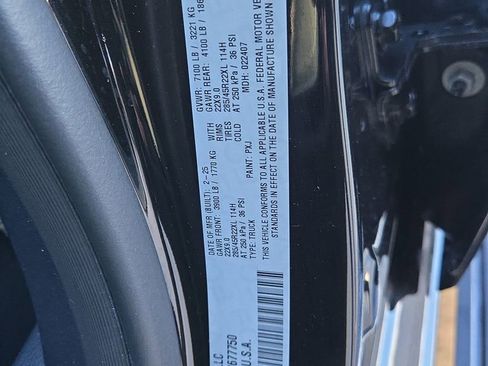 DATE OF MFR (BUILT): 2-25 GVWR: 7100 LB / 3221 KG
GAWR FRONT: 3900 LB / 1770 KG WITH GAWR REAR: 4100 LB / 186
22X9.0 RIMS 22X9.0
285/45R22XL 114H TIRES 285/45R22XL 114H
AT 250 kPa / 36 PSI COLD AT 250 kPa / 36 PSI
TYPE: TRUCK PAINT: PXJ MDH: 022407
THIS VEHICLE CONFORMS TO ALL APPLICABLE U.S.A. FEDERAL MOTOR VE
STANDARDS IN EFFECT ON THE DATE OF MANUFACTURE SHOWN
LLC
677750
U.S.A.